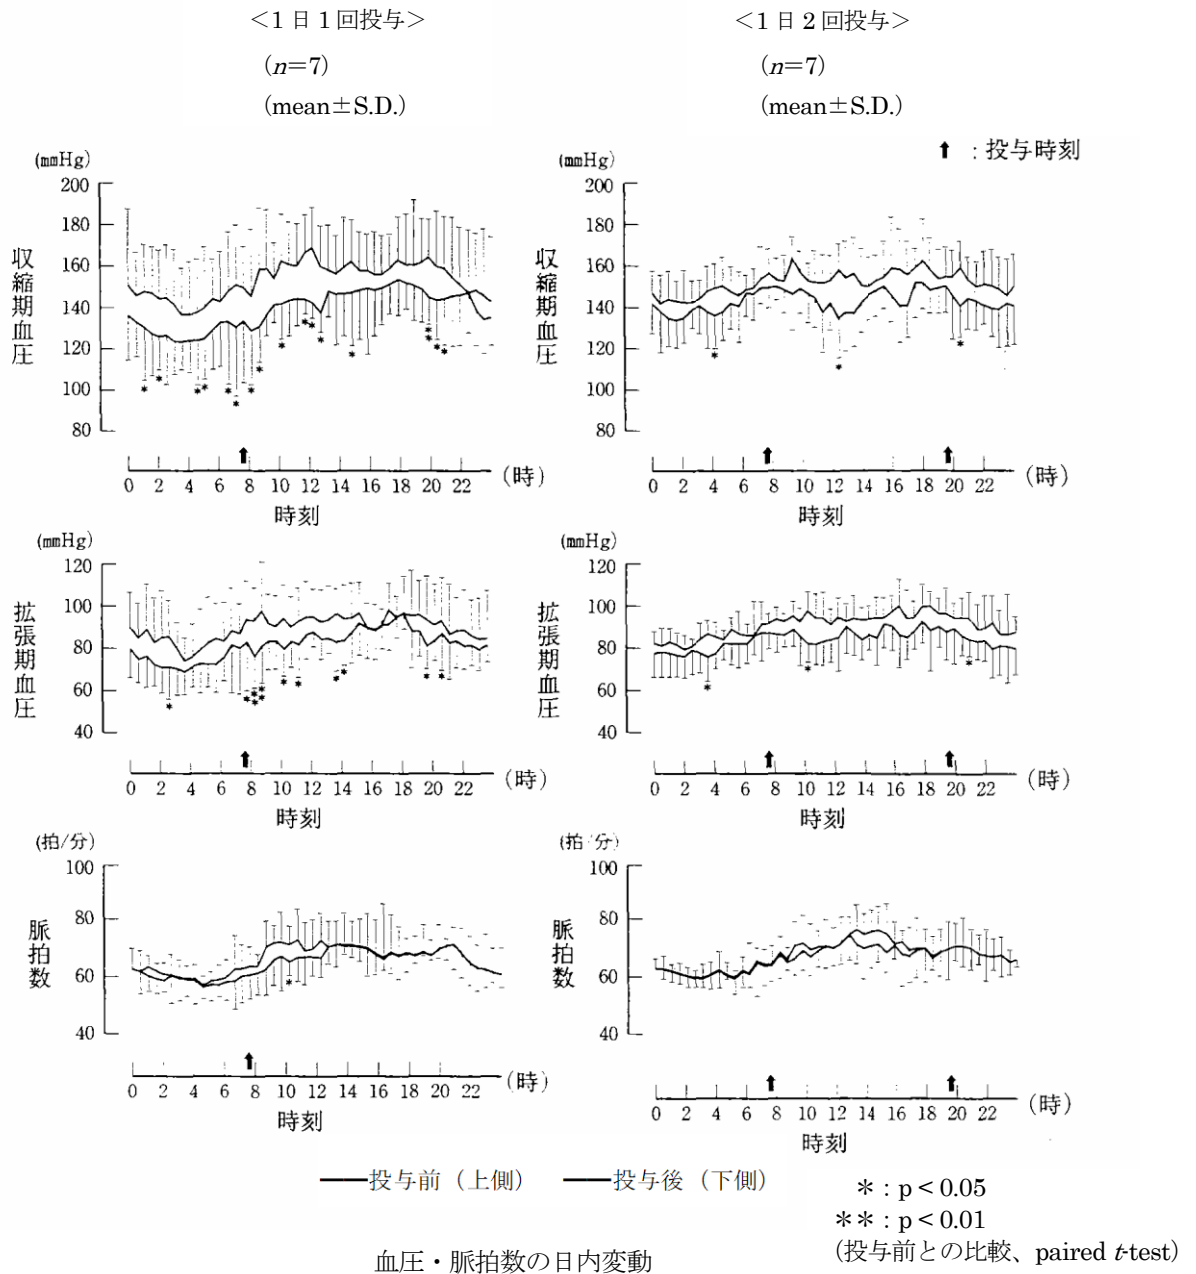 ＜1日1回投与＞
(n=7)
(mean±S.D.)
＜1日2回投与＞
(n=7)
(mean±S.D.)
⬆ : 投与時刻
(mmHg)
収縮期血圧
200
180
160
140
120
100
80
* * * * * * * * * * * * * * * * * *
0 2 4 6 8 10 12 14 16 18 20 22 (時)
時刻
(mmHg)
収縮期血圧
200
180
160
140
120
100
80
* * *
0 2 4 6 8 10 12 14 16 18 20 22 (時)
時刻
(mmHg)
拡張期血圧
120
100
80
60
40
* * * * * * * * * * * *
0 2 4 6 8 10 12 14 16 18 20 22 (時)
時刻
(mmHg)
拡張期血圧
120
100
80
60
40
* * *
0 2 4 6 8 10 12 14 16 18 20 22 (時)
時刻
(拍/分)
脈拍数
100
80
60
40
*
0 2 4 6 8 10 12 14 16 18 20 22 (時)
時刻
(拍/分)
脈拍数
100
80
60
40
0 2 4 6 8 10 12 14 16 18 20 22 (時)
時刻
投与前（上側） 投与後（下側）
＊ : p < 0.05
＊＊ : p < 0.01
（投与前との比較、paired t-test）
血圧・脈拍数の日内変動